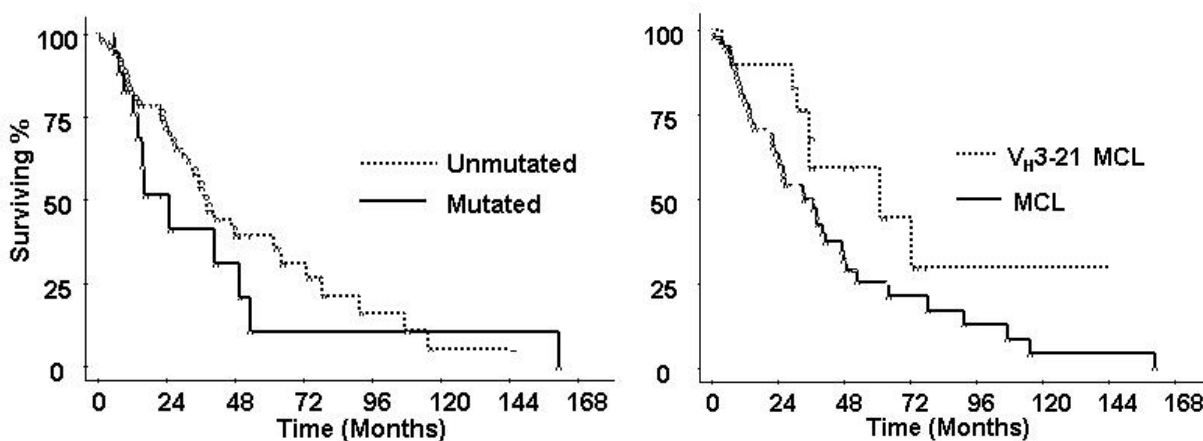 100
75
50
25
0
Surviving %
Unmutated
Mutated
0 24 48 72 96 120 144 168
Time (Months)
100
75
50
25
0
VH3-21 MCL
MCL
0 24 48 72 96 120 144 168
Time (Months)